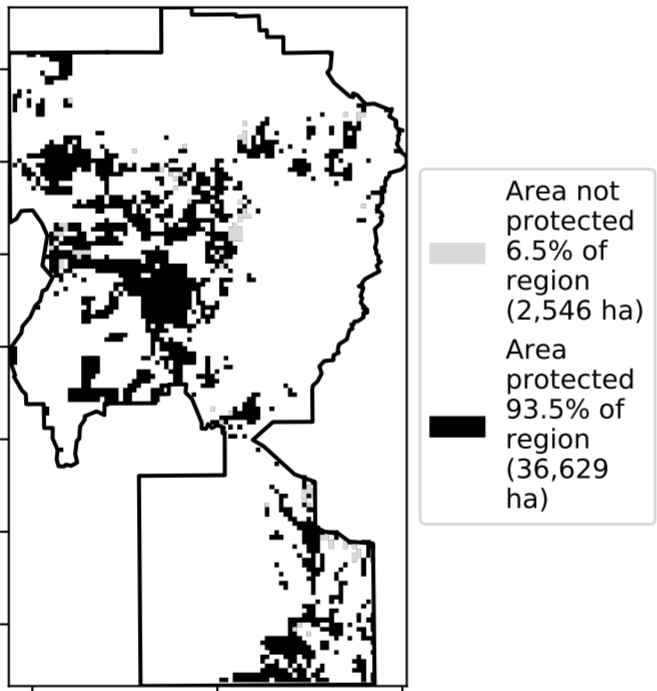 Area not
protected
6.5% of
region
(2,546 ha)
Area
protected
93.5% of
region
(36,629
ha)